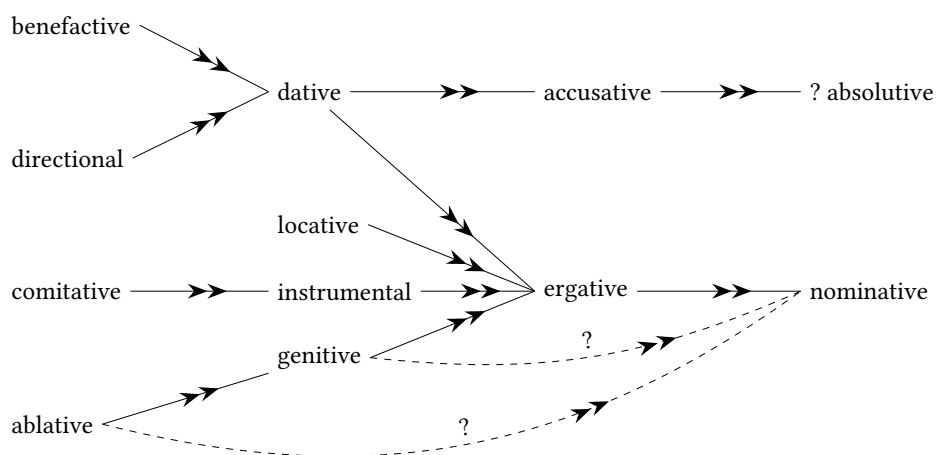 benefactive
dative
accusative
? absolutive
directional
locative
comitative
instrumental
ergative
nominative
?
genitive
ablative
?